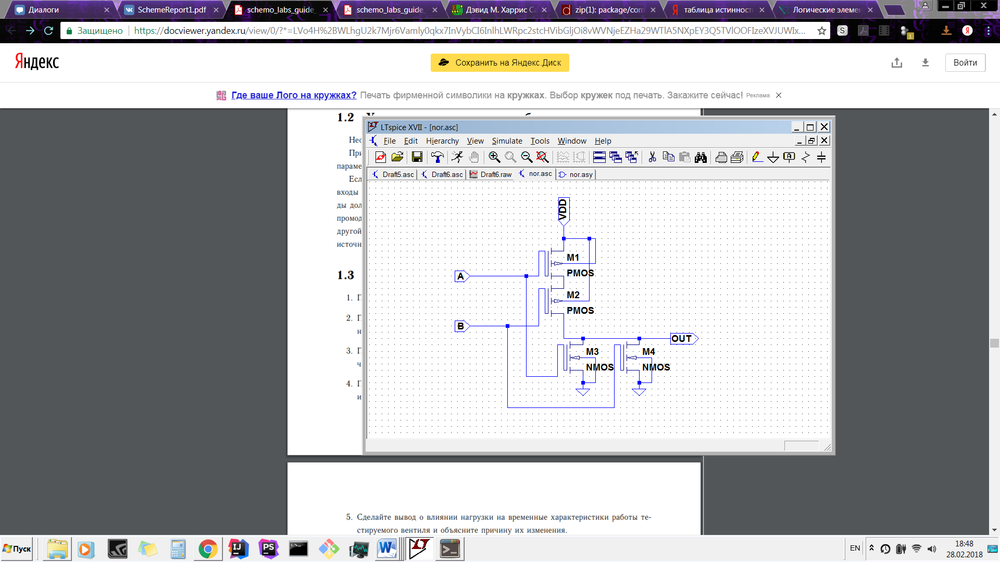 Диалоги
SchemeReport1.pdf
schemo_labs_guide_
schemo_labs_guide_
Дэвид М. Харрис С
zip(1): package/com
таблица истинност
Логические элемен
Защищено
https://docviewer.yandex.ru/view/0/?*=LVo4H%2BWLhgU2k7Mjr6Vamly0qkx7InVybCI6InlhLWRpc2stcHVibGljOi8vWVNjeEZHa29WTlA5NXpEY3Q5TVlOOFIzeXVJUWIx...
Яндекс
Сохранить на Яндекс.Диск
Войти
Где ваше Лого на кружках? Печать фирменной символики на кружках. Выбор кружек под печать. Закажите сейчас! Реклама
1.2
При
параме
Есл
входы
ды дол
промод
другой
источн
1.3
1. П
2. П
н
3. П
ч
4. П
и
LTspice XVII - [nor.asc]
File Edit Hierarchy View Simulate Tools Window Help
Draft5.asc Draft6.asc Draft6.raw nor.asc nor.asy
VDD
M1
PMOS
A
M2
PMOS
B
OUT
M3
NMOS
M4
NMOS
5. Сделайте вывод о влиянии нагрузки на временные характеристики работы те-
стируемого вентиля и объясните причину их изменения.
Пуск
EN
18:48
28.02.2018